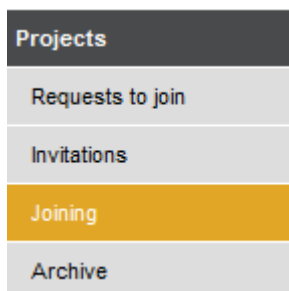 Projects
Requests to join
Invitations
Joining
Archive